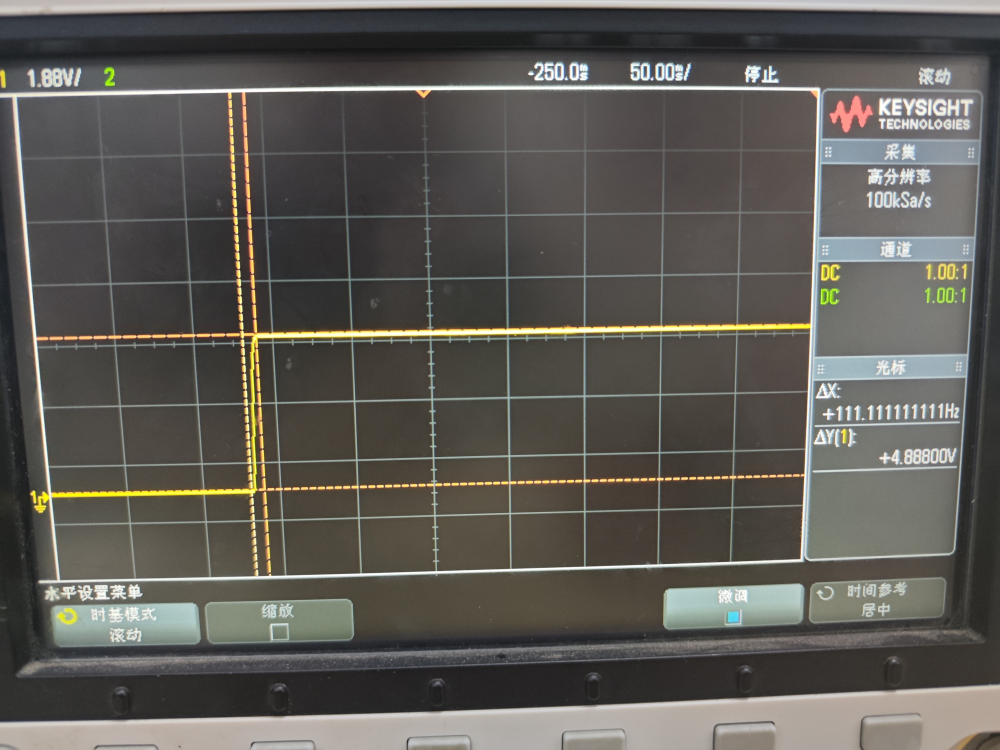 1 1.88V/ 2 -250.0ms 50.00ms/ 停止 滚动
KEYSIGHT
TECHNOLOGIES
采集
高分辨率
100kSa/s
通道
DC 1.00:1
DC 1.00:1
光标
ΔX:
+111.111111111Hz
ΔY(1):
+4.88800V
1
水平设置菜单
时基模式
滚动
缩放
微调
时间参考
居中